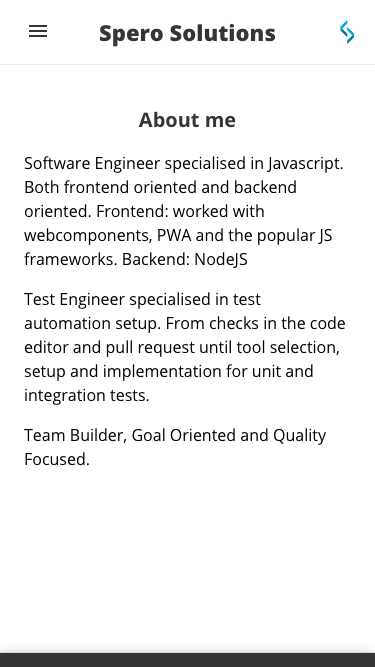 Spero Solutions
About me
Software Engineer specialised in Javascript.
Both frontend oriented and backend
oriented. Frontend: worked with
webcomponents, PWA and the popular JS
frameworks. Backend: NodeJS
Test Engineer specialised in test
automation setup. From checks in the code
editor and pull request until tool selection,
setup and implementation for unit and
integration tests.
Team Builder, Goal Oriented and Quality
Focused.